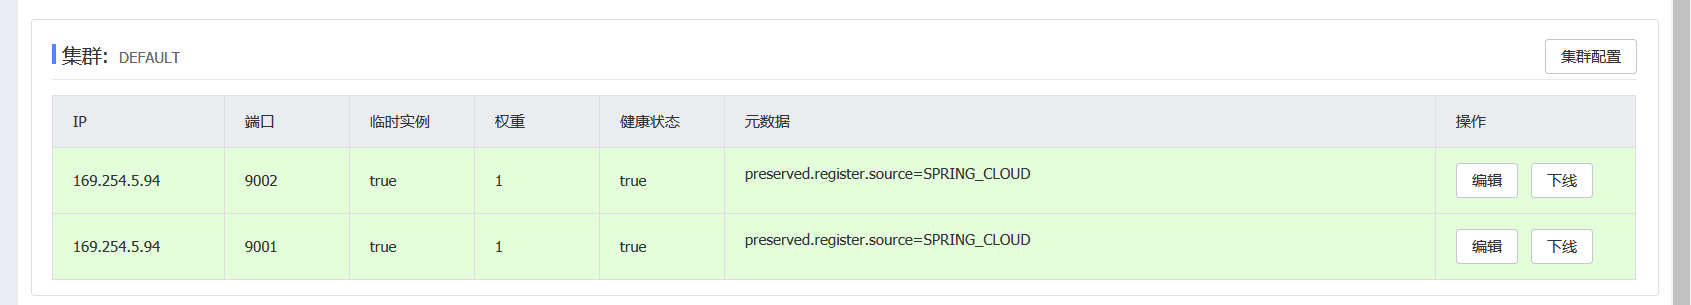 集群: DEFAULT
集群配置
IP 端口 临时实例 权重 健康状态 元数据 操作
169.254.5.94 9002 true 1 true preserved.register.source=SPRING_CLOUD 编辑 下线
169.254.5.94 9001 true 1 true preserved.register.source=SPRING_CLOUD 编辑 下线